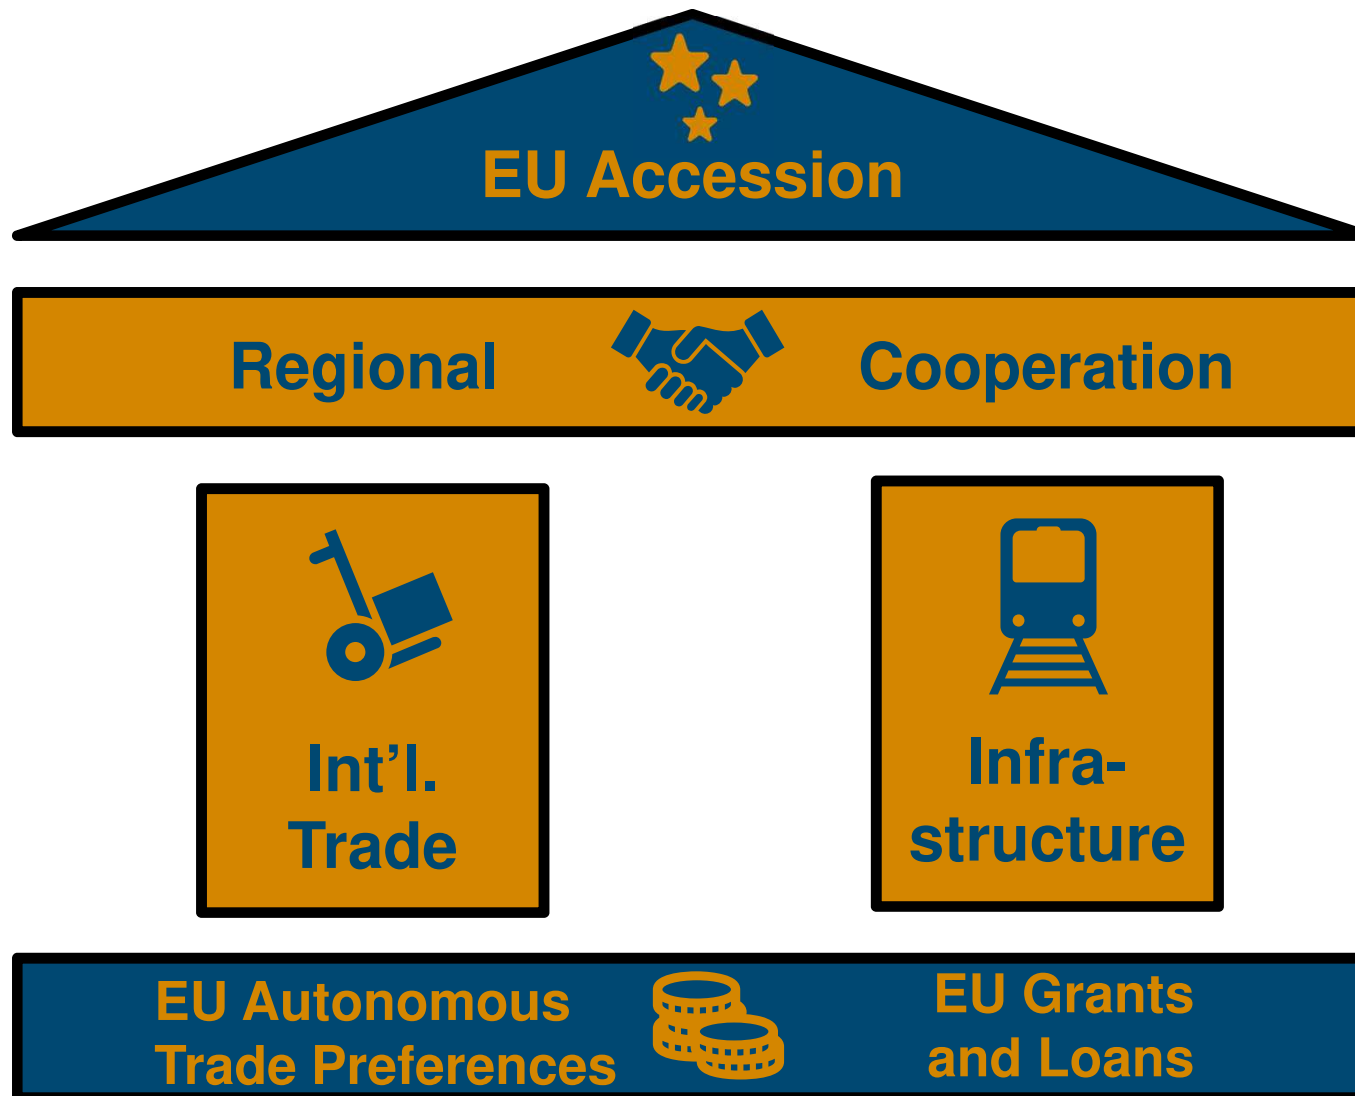 EU Accession
Regional Cooperation
Int’l.
Trade
Infra-
structure
EU Autonomous
Trade Preferences
EU Grants
and Loans